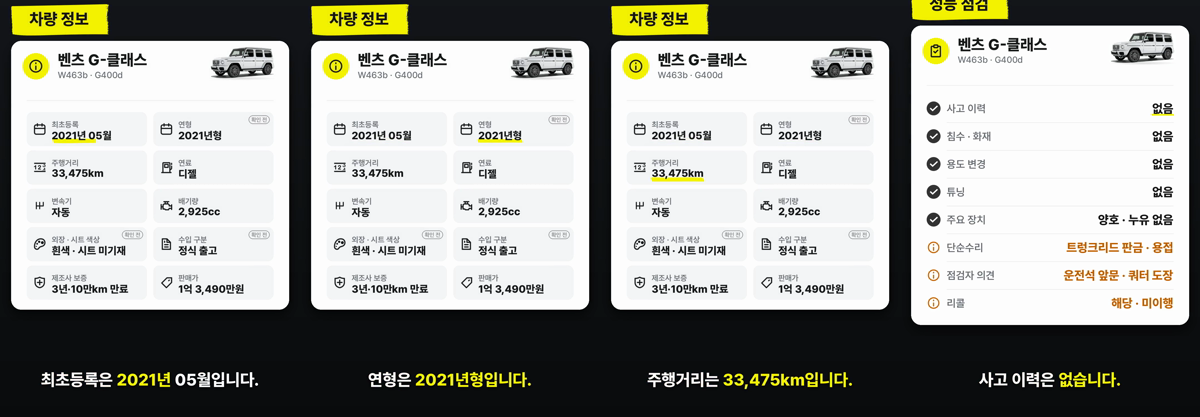 차량 정보
벤츠 G-클래스
W463b · G400d
최초등록
2021년 05월
연형
확인 전
2021년형
주행거리
33,475km
연료
디젤
변속기
자동
배기량
2,925cc
외장 · 시트 색상
확인 전
흰색 · 시트 미기재
수입 구분
확인 전
정식 출고
제조사 보증
3년·10만km 만료
판매가
1억 3,490만원
최초등록은 2021년 05월입니다.
차량 정보
벤츠 G-클래스
W463b · G400d
최초등록
2021년 05월
연형
확인 전
2021년형
주행거리
33,475km
연료
디젤
변속기
자동
배기량
2,925cc
외장 · 시트 색상
확인 전
흰색 · 시트 미기재
수입 구분
확인 전
정식 출고
제조사 보증
3년·10만km 만료
판매가
1억 3,490만원
연형은 2021년형입니다.
차량 정보
벤츠 G-클래스
W463b · G400d
최초등록
2021년 05월
연형
확인 전
2021년형
주행거리
33,475km
연료
디젤
변속기
자동
배기량
2,925cc
외장 · 시트 색상
확인 전
흰색 · 시트 미기재
수입 구분
확인 전
정식 출고
제조사 보증
3년·10만km 만료
판매가
1억 3,490만원
주행거리는 33,475km입니다.
성능 점검
벤츠 G-클래스
W463b · G400d
사고 이력 없음
침수 · 화재 없음
용도 변경 없음
튜닝 없음
주요 장치 양호 · 누유 없음
단순수리 트렁크리드 판금 · 용접
점검자 의견 운전석 앞문 · 쿼터 도장
리콜 해당 · 미이행
사고 이력은 없습니다.